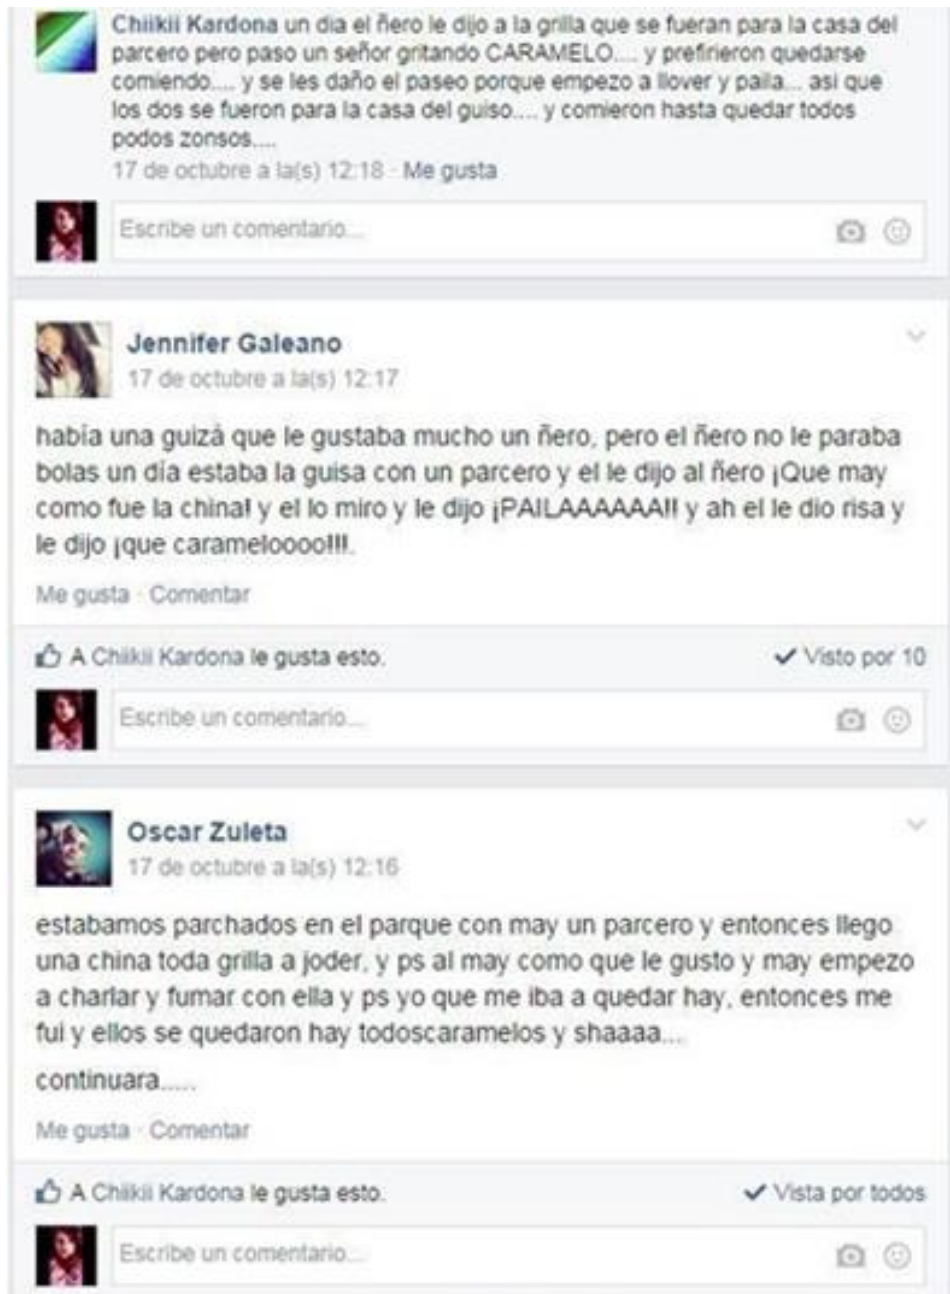 Chiikii Kardona un dia el ñero le dijo a la grilla que se fueran para la casa del
parcero pero paso un señor gritando CARAMELO.... y prefirieron quedarse
comiendo.... y se les daño el paseo porque empezo a llover y paila... asi que
los dos se fueron para la casa del guiso.... y comieron hasta quedar todos
podos zonsos....
17 de octubre a la(s) 12:18 · Me gusta
Escribe un comentario...
Jennifer Galeano
17 de octubre a la(s) 12:17
había una guizá que le gustaba mucho un ñero, pero el ñero no le paraba
bolas un día estaba la guisa con un parcero y el le dijo al ñero ¡Que may
como fue la china! y el lo miro y le dijo ¡PAILAAAAAA!! y ah el le dio risa y
le dijo ¡que carameloooo!!!.
Me gusta · Comentar
A Chiikii Kardona le gusta esto.
Visto por 10
Escribe un comentario...
Oscar Zuleta
17 de octubre a la(s) 12:16
estabamos parchados en el parque con may un parcero y entonces llego
una china toda grilla a joder, y ps al may como que le gusto y may empezo
a charlar y fumar con ella y ps yo que me iba a quedar hay, entonces me
fui y ellos se quedaron hay todoscaramelos y shaaaa...
continuara.....
Me gusta · Comentar
A Chiikii Kardona le gusta esto.
Vista por todos
Escribe un comentario...